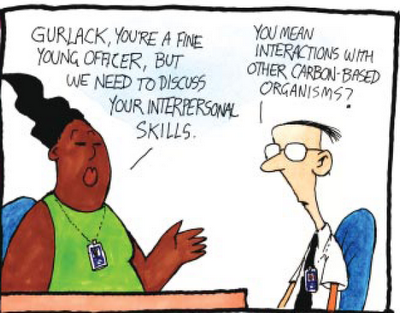 GURLACK, YOU'RE A FINE
YOUNG OFFICER, BUT
WE NEED TO DISCUSS
YOUR INTERPERSONAL
SKILLS.
YOU MEAN
INTERACTIONS WITH
OTHER CARBON-BASED
ORGANISMS?